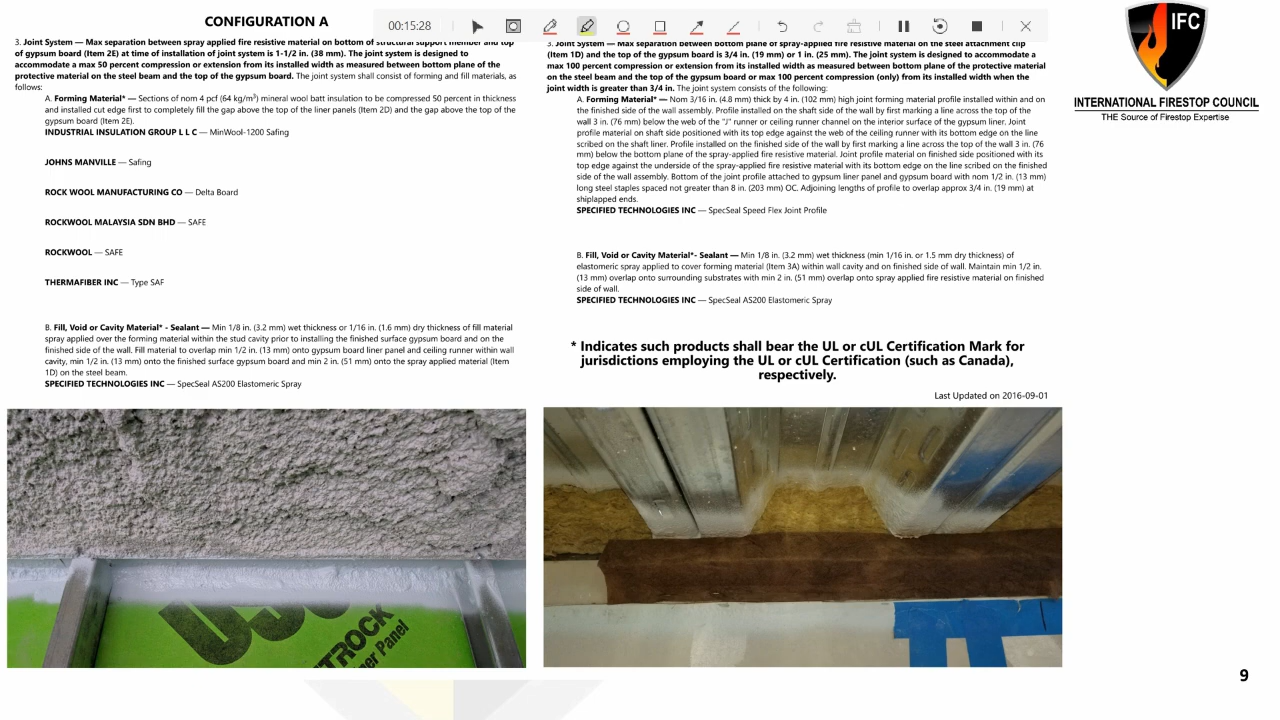 CONFIGURATION A
00:15:28
IFC
INTERNATIONAL FIRESTOP COUNCIL
THE Source of Firestop Expertise
3. Joint System — Max separation between spray applied fire resistive material on bottom of structural support member and top
of gypsum board (Item 2E) at time of installation of joint system is 1-1/2 in. (38 mm). The joint system is designed to
accommodate a max 50 percent compression or extension from its installed width as measured between bottom plane of the
protective material on the steel beam and the top of the gypsum board. The joint system shall consist of forming and fill materials, as
follows:
A. Forming Material* — Sections of nom 4 pcf (64 kg/m³) mineral wool batt insulation to be compressed 50 percent in thickness
and installed cut edge first to completely fill the gap above the top of the liner panels (Item 2D) and the gap above the top of the
gypsum board (Item 2E).
INDUSTRIAL INSULATION GROUP L L C — MinWool-1200 Safing
JOHNS MANVILLE — Safing
ROCK WOOL MANUFACTURING CO — Delta Board
ROCKWOOL MALAYSIA SDN BHD — SAFE
ROCKWOOL — SAFE
THERMAFIBER INC — Type SAF
B. Fill, Void or Cavity Material* - Sealant — Min 1/8 in. (3.2 mm) wet thickness or 1/16 in. (1.6 mm) dry thickness of fill material
spray applied over the forming material within the stud cavity prior to installing the finished surface gypsum board and on the
finished side of the wall. Fill material to overlap min 1/2 in. (13 mm) onto gypsum board liner panel and ceiling runner within wall
cavity, min 1/2 in. (13 mm) onto the finished surface gypsum board and min 2 in. (51 mm) onto the spray applied material (Item
1D) on the steel beam.
SPECIFIED TECHNOLOGIES INC — SpecSeal AS200 Elastomeric Spray
3. Joint System — Max separation between bottom plane of spray-applied fire resistive material on the steel attachment clip
(Item 1D) and the top of the gypsum board is 3/4 in. (19 mm) or 1 in. (25 mm). The joint system is designed to accommodate a
max 100 percent compression or extension from its installed width as measured between bottom plane of the protective material
on the steel beam and the top of the gypsum board or max 100 percent compression (only) from its installed width when the
joint width is greater than 3/4 in. The joint system consists of the following:
A. Forming Material* — Nom 3/16 in. (4.8 mm) thick by 4 in. (102 mm) high joint forming material profile installed within and on
the finished side of the wall assembly. Profile installed on the shaft side of the wall by first marking a line across the top of the
wall 3 in. (76 mm) below the web of the "J" runner or ceiling runner channel on the interior surface of the gypsum liner. Joint
profile material on shaft side positioned with its top edge against the web of the ceiling runner with its bottom edge on the line
scribed on the shaft liner. Profile installed on the finished side of the wall by first marking a line across the top of the wall 3 in. (76
mm) below the bottom plane of the spray-applied fire resistive material. Joint profile material on finished side positioned with its
top edge against the underside of the spray-applied fire resistive material with its bottom edge on the line scribed on the finished
side of the wall assembly. Bottom of the joint profile attached to gypsum liner panel and gypsum board with nom 1/2 in. (13 mm)
long steel staples spaced not greater than 8 in. (203 mm) OC. Adjoining lengths of profile to overlap approx 3/4 in. (19 mm) at
shiplapped ends.
SPECIFIED TECHNOLOGIES INC — SpecSeal Speed Flex Joint Profile
B. Fill, Void or Cavity Material*- Sealant — Min 1/8 in. (3.2 mm) wet thickness (min 1/16 in. or 1.5 mm dry thickness) of
elastomeric spray applied to cover forming material (Item 3A) within wall cavity and on finished side of wall. Maintain min 1/2 in.
(13 mm) overlap onto surrounding substrates with min 2 in. (51 mm) overlap onto spray applied fire resistive material on finished
side of wall.
SPECIFIED TECHNOLOGIES INC — SpecSeal AS200 Elastomeric Spray
* Indicates such products shall bear the UL or cUL Certification Mark for
jurisdictions employing the UL or cUL Certification (such as Canada),
respectively.
Last Updated on 2016-09-01
Panel
9